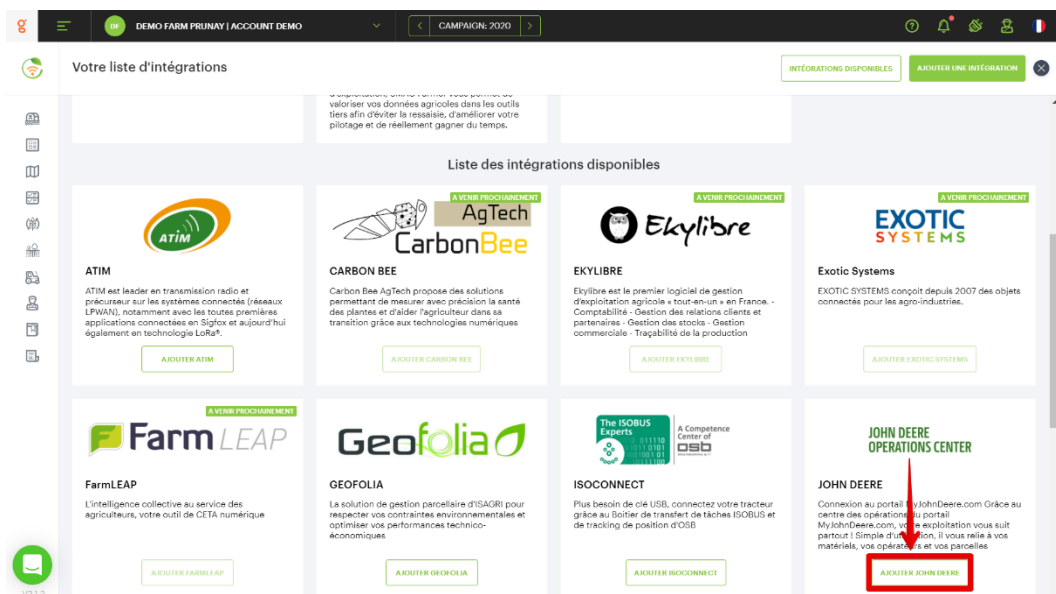 g
DF
DEMO FARM PRUNAY | ACCOUNT DEMO
CAMPAIGN: 2020
Votre liste d'intégrations
INTÉGRATIONS DISPONIBLES
AJOUTER UNE INTÉGRATION
valoriser vos données agricoles dans les outils
tiers afin d'éviter la ressaisie, d'améliorer votre
pilotage et de réellement gagner du temps.
Liste des intégrations disponibles
ATIM
ATIM
ATIM est leader en transmission radio et
précurseur sur les systèmes connectés (réseaux
LPWAN), notamment avec les toutes premières
applications connectées en Sigfox et aujourd'hui
également en technologie LoRa®.
AJOUTER ATIM
A VENIR PROCHAINEMENT
AgTech
CarbonBee
CARBON BEE
Carbon Bee AgTech propose des solutions
permettant de mesurer avec précision la santé
des plantes et d'aider l'agriculteur dans sa
transition grâce aux technologies numériques
AJOUTER CARBON BEE
A VENIR PROCHAINEMENT
Ekylibre
EKYLIBRE
Ekylibre est le premier logiciel de gestion
d'exploitation agricole « tout-en-un » en France. -
Comptabilité - Gestion des relations clients et
partenaires - Gestion des stocks - Gestion
commerciale - Traçabilité de la production
AJOUTER EKYLIBRE
A VENIR PROCHAINEMENT
EXOTIC
SYSTEMS
Exotic Systems
EXOTIC SYSTEMS conçoit depuis 2007 des objets
connectés pour les agro-industries.
AJOUTER EXOTIC SYSTEMS
A VENIR PROCHAINEMENT
Farm LEAP
FarmLEAP
L'intelligence collective au service des
agriculteurs, votre outil de CETA numérique
AJOUTER FARMLEAP
Geofolia
GEOFOLIA
La solution de gestion parcellaire d'ISAGRI pour
respecter vos contraintes environnementales et
optimiser vos performances technico-
économiques
AJOUTER GEOFOLIA
The ISOBUS
Experts
A Competence
Center of
OSB
ISOCONNECT
Plus besoin de clé USB, connectez votre tracteur
grâce au Boitier de transfert de tâches ISOBUS et
de tracking de position d'OSB
AJOUTER ISOCONNECT
JOHN DEERE
OPERATIONS CENTER
JOHN DEERE
Connexion au portail MyJohnDeere.com Grâce au
centre des opérations du portail
MyJohnDeere.com, votre exploitation vous suit
partout ! Simple d'utilisation, il vous relie à vos
matériels, vos opérateurs et vos parcelles
AJOUTER JOHN DEERE